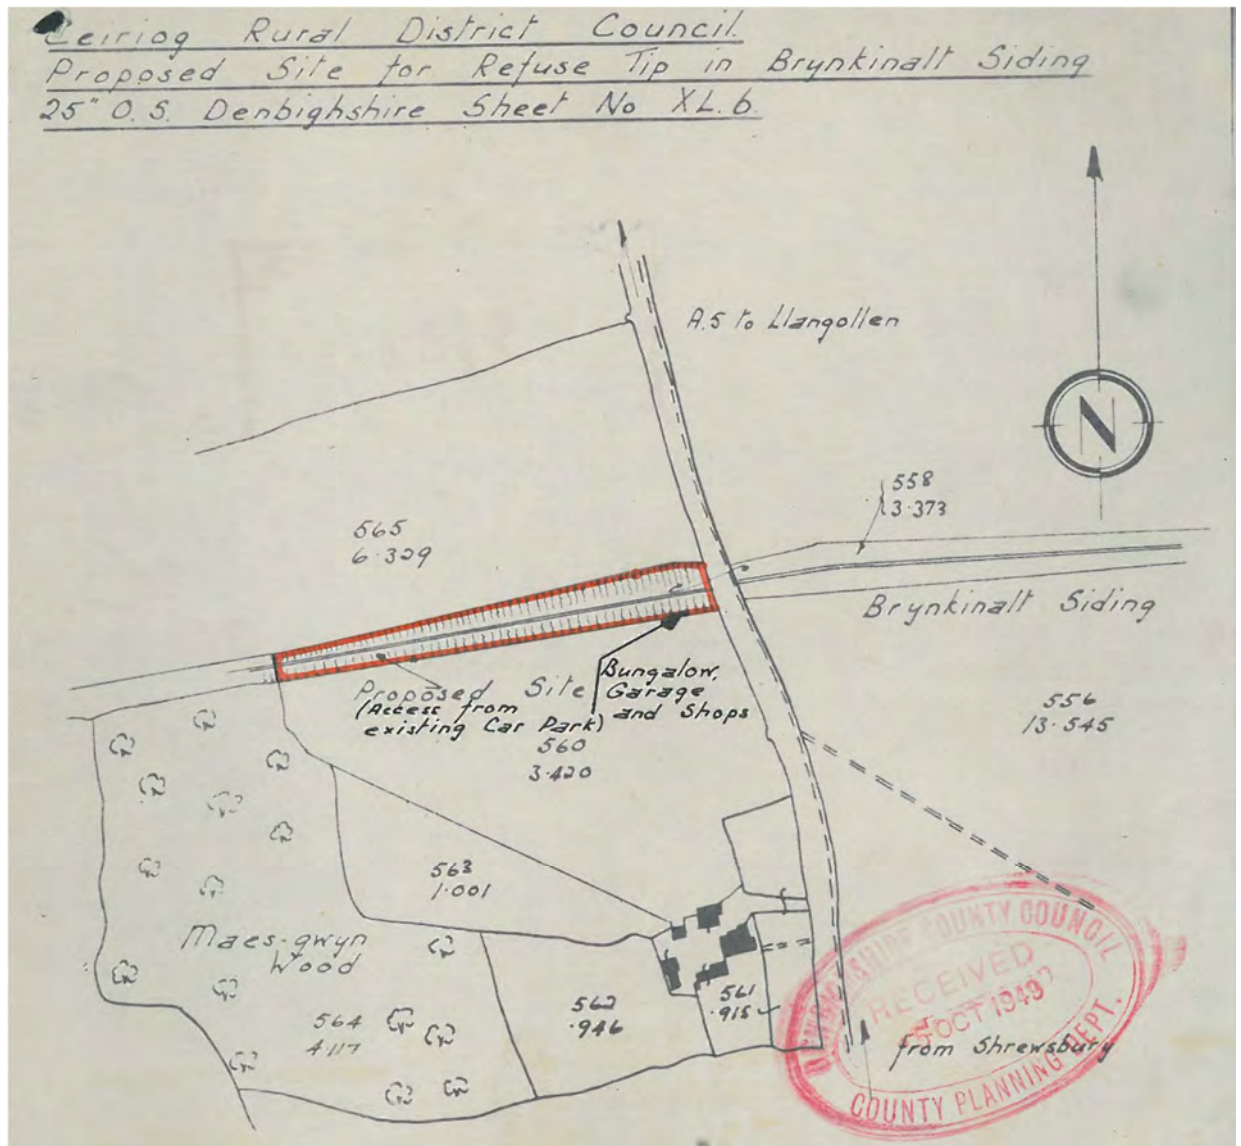 Ceiriog Rural District Council.
Proposed Site for Refuse Tip in Brynkinalt Siding
25" O.S. Denbighshire Sheet No XL.6.
A.5 to Llangollen
N
558
3.373
565
6.329
Brynkinalt Siding
Proposed Site
(Access from
existing Car Park)
Bungalow,
Garage
and Shops
560
3.420
556
13.545
563
1.001
Maes-gwyn
Wood
564
4.117
562
.946
561
.915
DENBIGHSHIRE COUNTY COUNCIL
RECEIVED
OCT 1949
COUNTY PLANNING DEPT.
from Shrewsbury